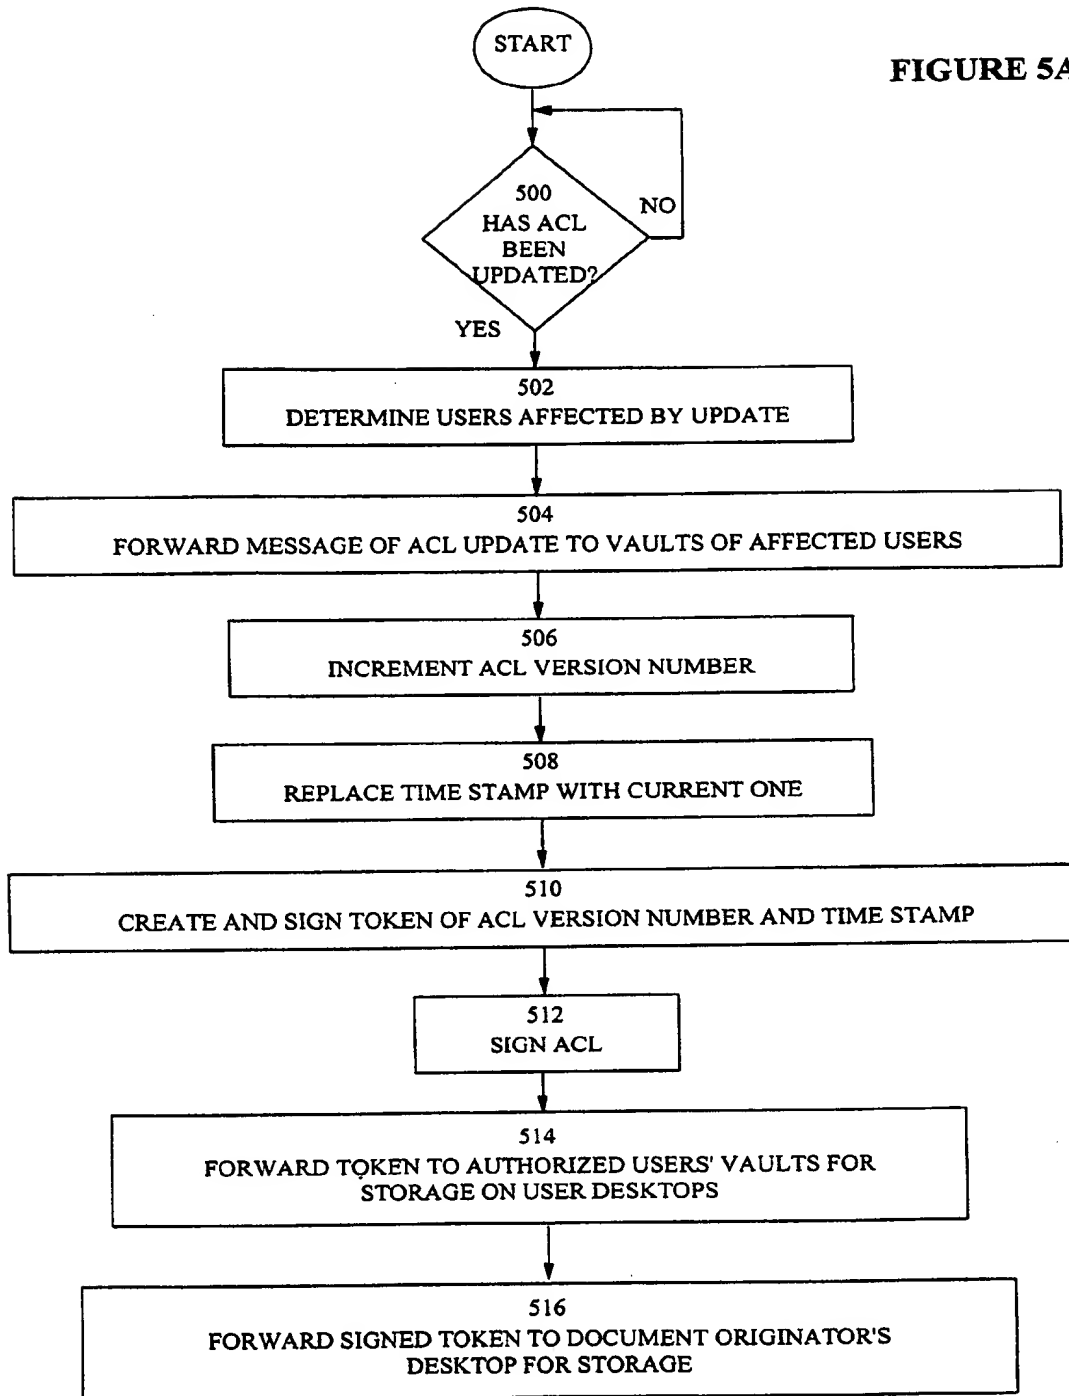 START
FIGURE 5A
500
HAS ACL
BEEN
UPDATED?
NO
YES
502
DETERMINE USERS AFFECTED BY UPDATE
504
FORWARD MESSAGE OF ACL UPDATE TO VAULTS OF AFFECTED USERS
506
INCREMENT ACL VERSION NUMBER
508
REPLACE TIME STAMP WITH CURRENT ONE
510
CREATE AND SIGN TOKEN OF ACL VERSION NUMBER AND TIME STAMP
512
SIGN ACL
514
FORWARD TOKEN TO AUTHORIZED USERS' VAULTS FOR
STORAGE ON USER DESKTOPS
516
FORWARD SIGNED TOKEN TO DOCUMENT ORIGINATOR'S
DESKTOP FOR STORAGE